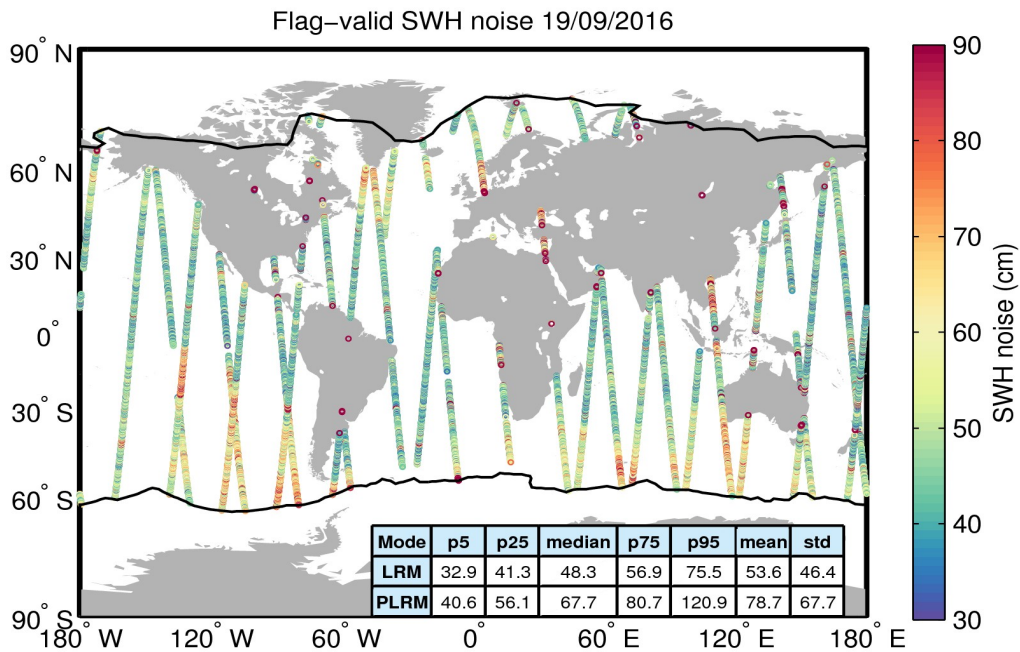 Flag−valid SWH noise 19/09/2016
90° N
60° N
30° N
0°
30° S
60° S
90° S
180° W
120° W
60° W
0°
60° E
120° E
180° E
90
80
70
60
50
40
30
SWH noise (cm)
Mode p5 p25 median p75 p95 mean std
LRM 32.9 41.3 48.3 56.9 75.5 53.6 46.4
PLRM 40.6 56.1 67.7 80.7 120.9 78.7 67.7